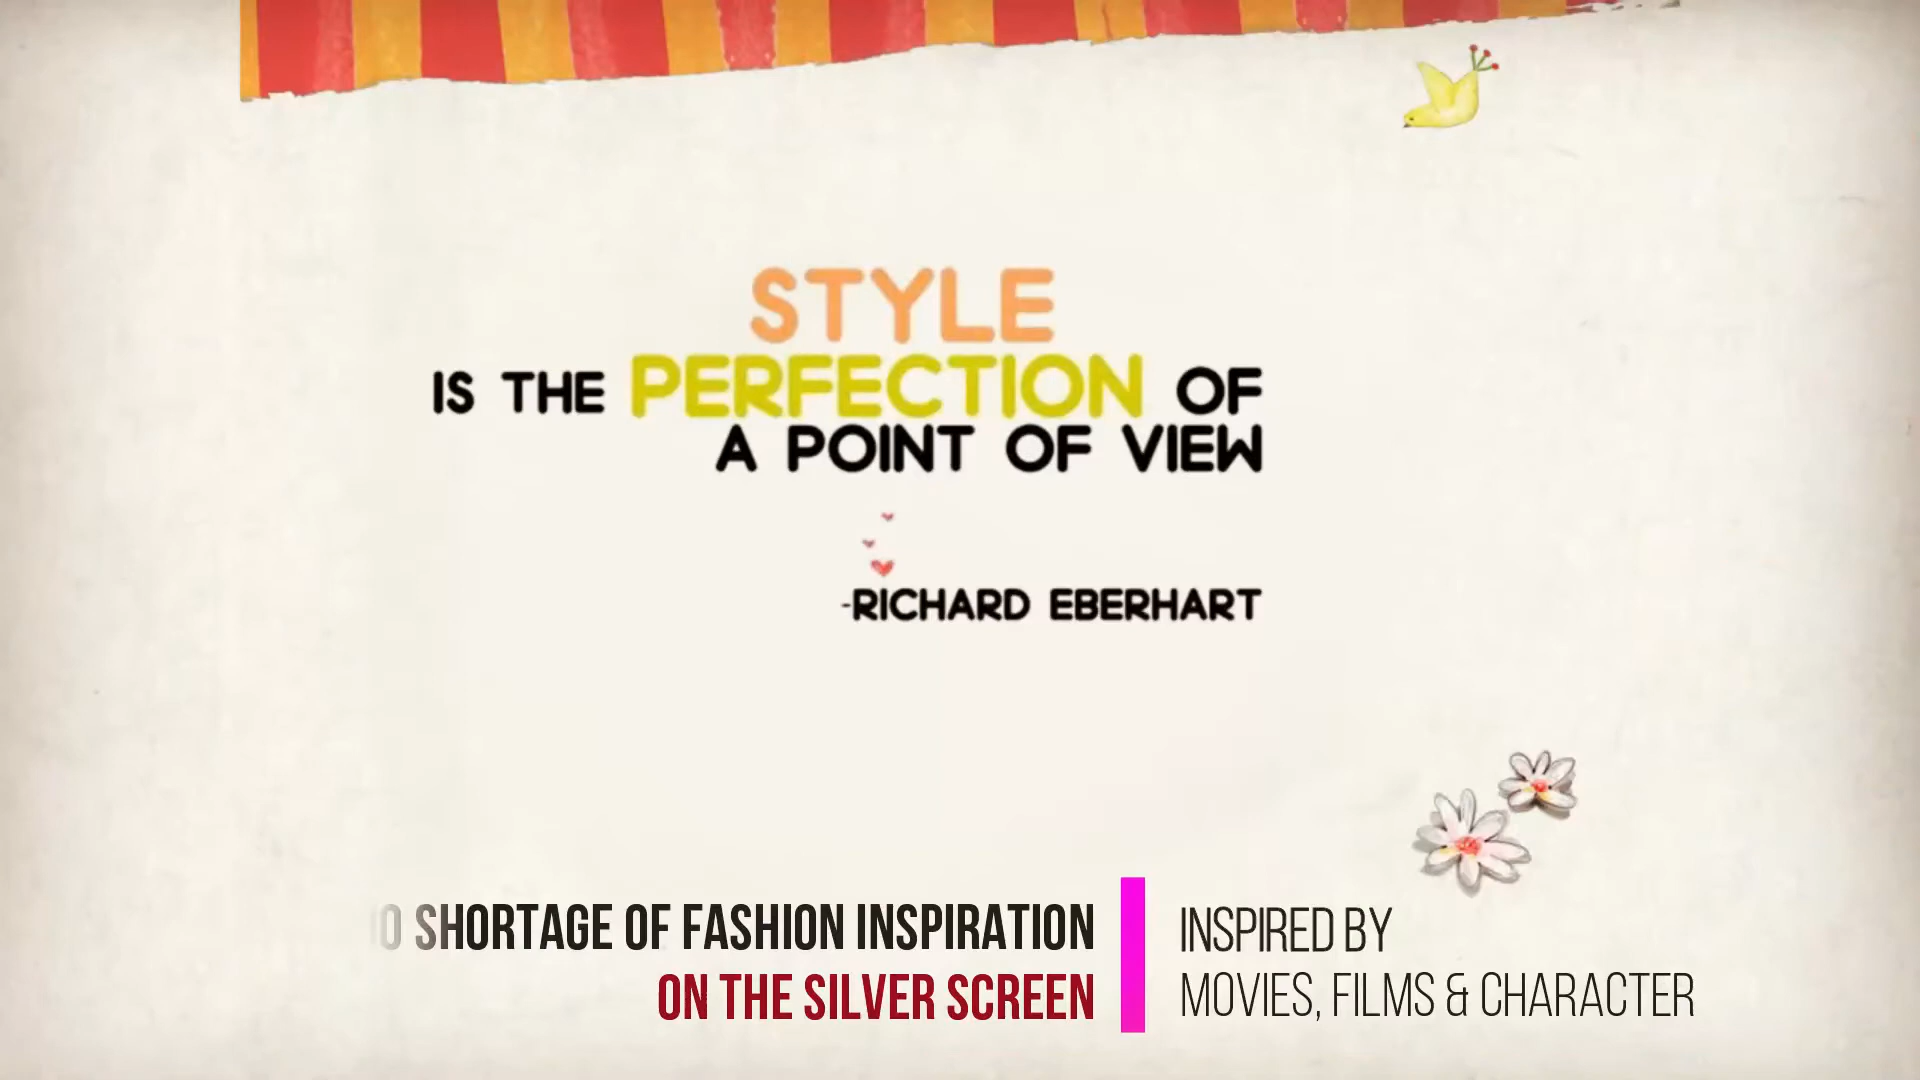 STYLE
IS THE PERFECTION OF
A POINT OF VIEW
-RICHARD EBERHART
SHORTAGE OF FASHION INSPIRATION
ON THE SILVER SCREEN
INSPIRED BY
MOVIES, FILMS & CHARACTER